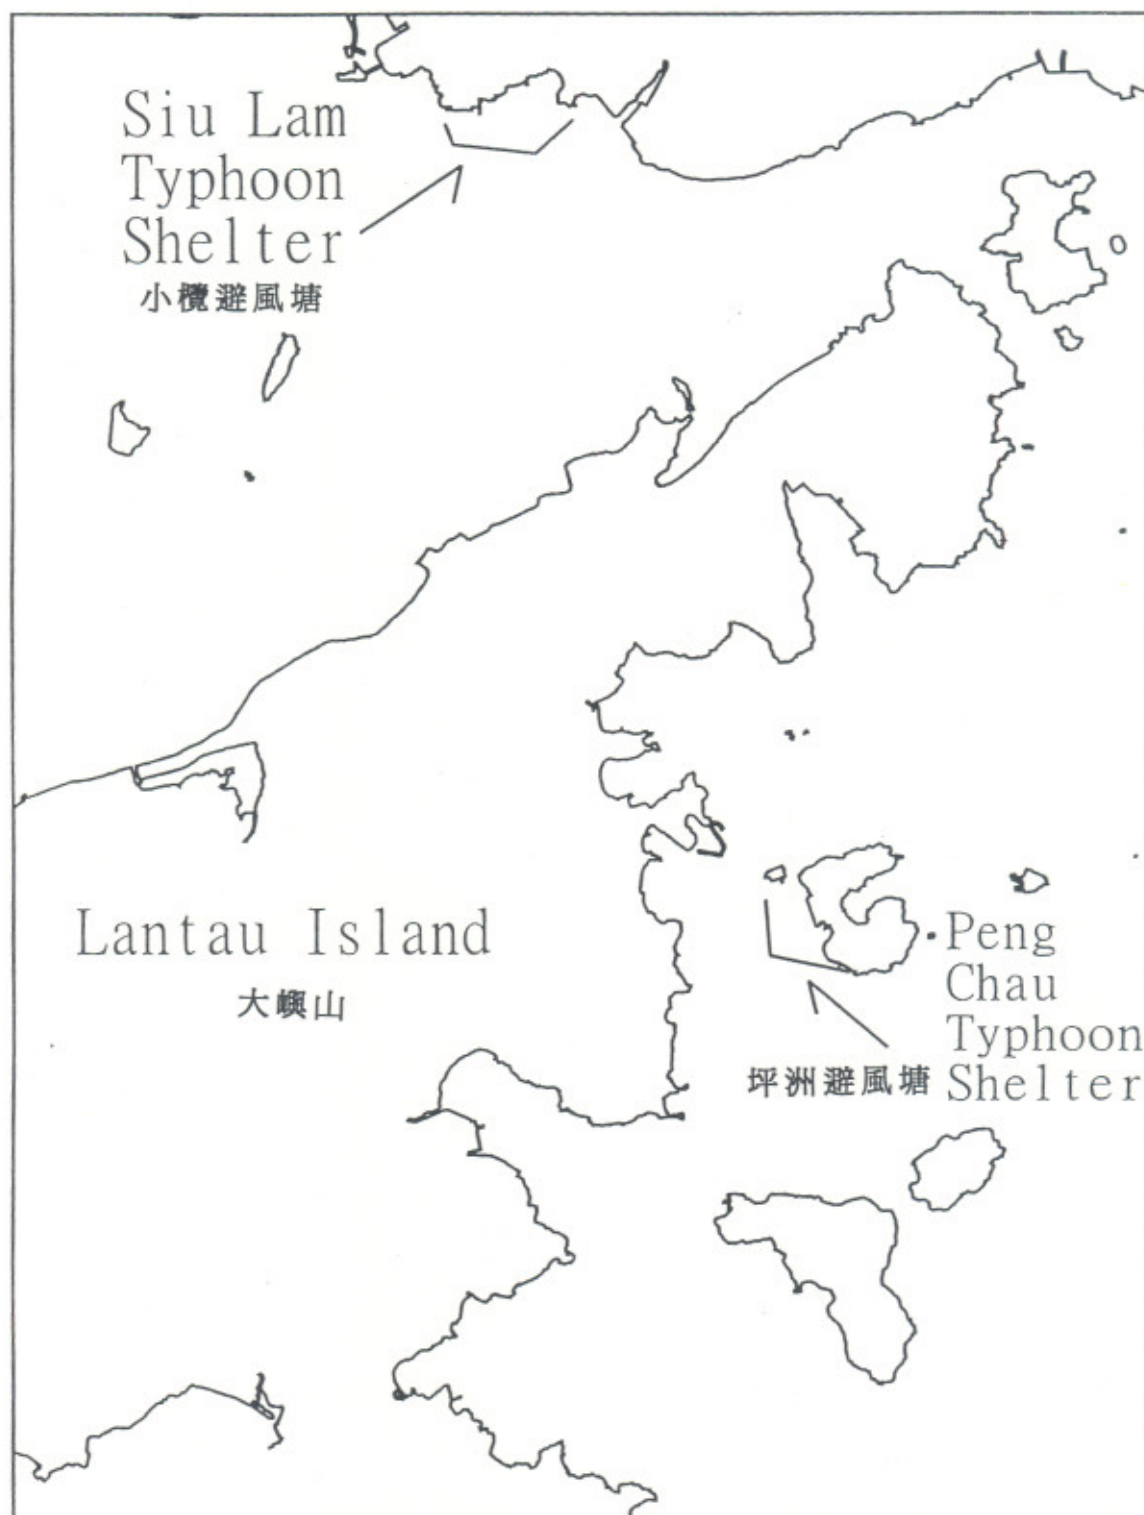 Siu Lam
Typhoon
Shelter
小欖避風塘
Lantau Island
大嶼山
Peng
Chau
Typhoon
Shelter
坪洲避風塘